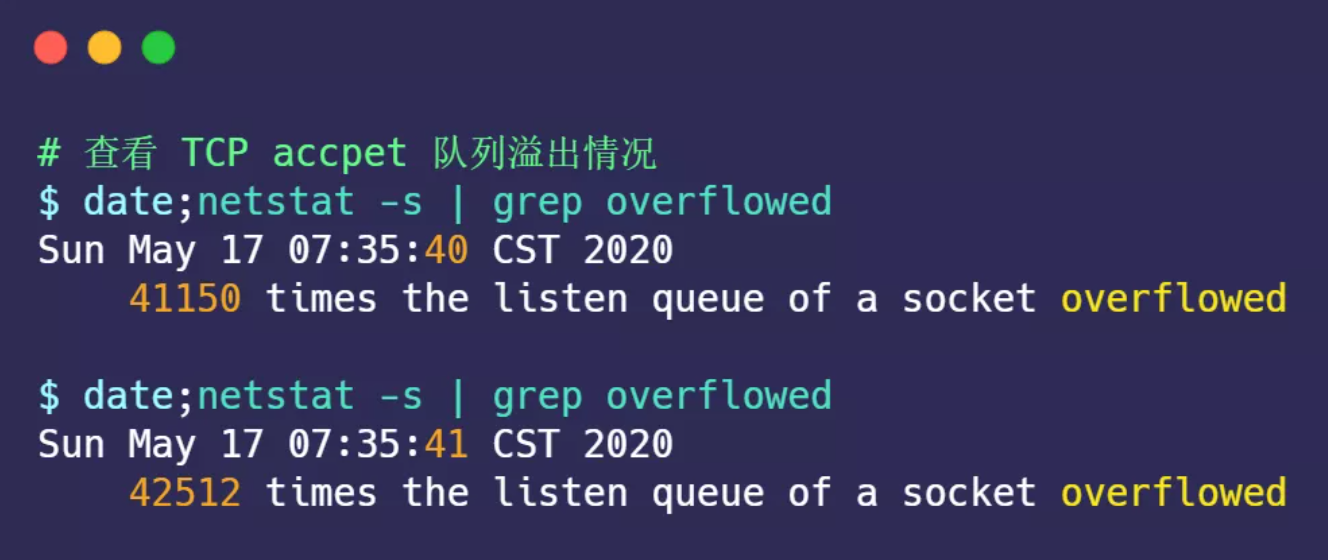 # 查看 TCP accpet 队列溢出情况
$ date;netstat -s | grep overflowed
Sun May 17 07:35:40 CST 2020
    41150 times the listen queue of a socket overflowed
$ date;netstat -s | grep overflowed
Sun May 17 07:35:41 CST 2020
    42512 times the listen queue of a socket overflowed